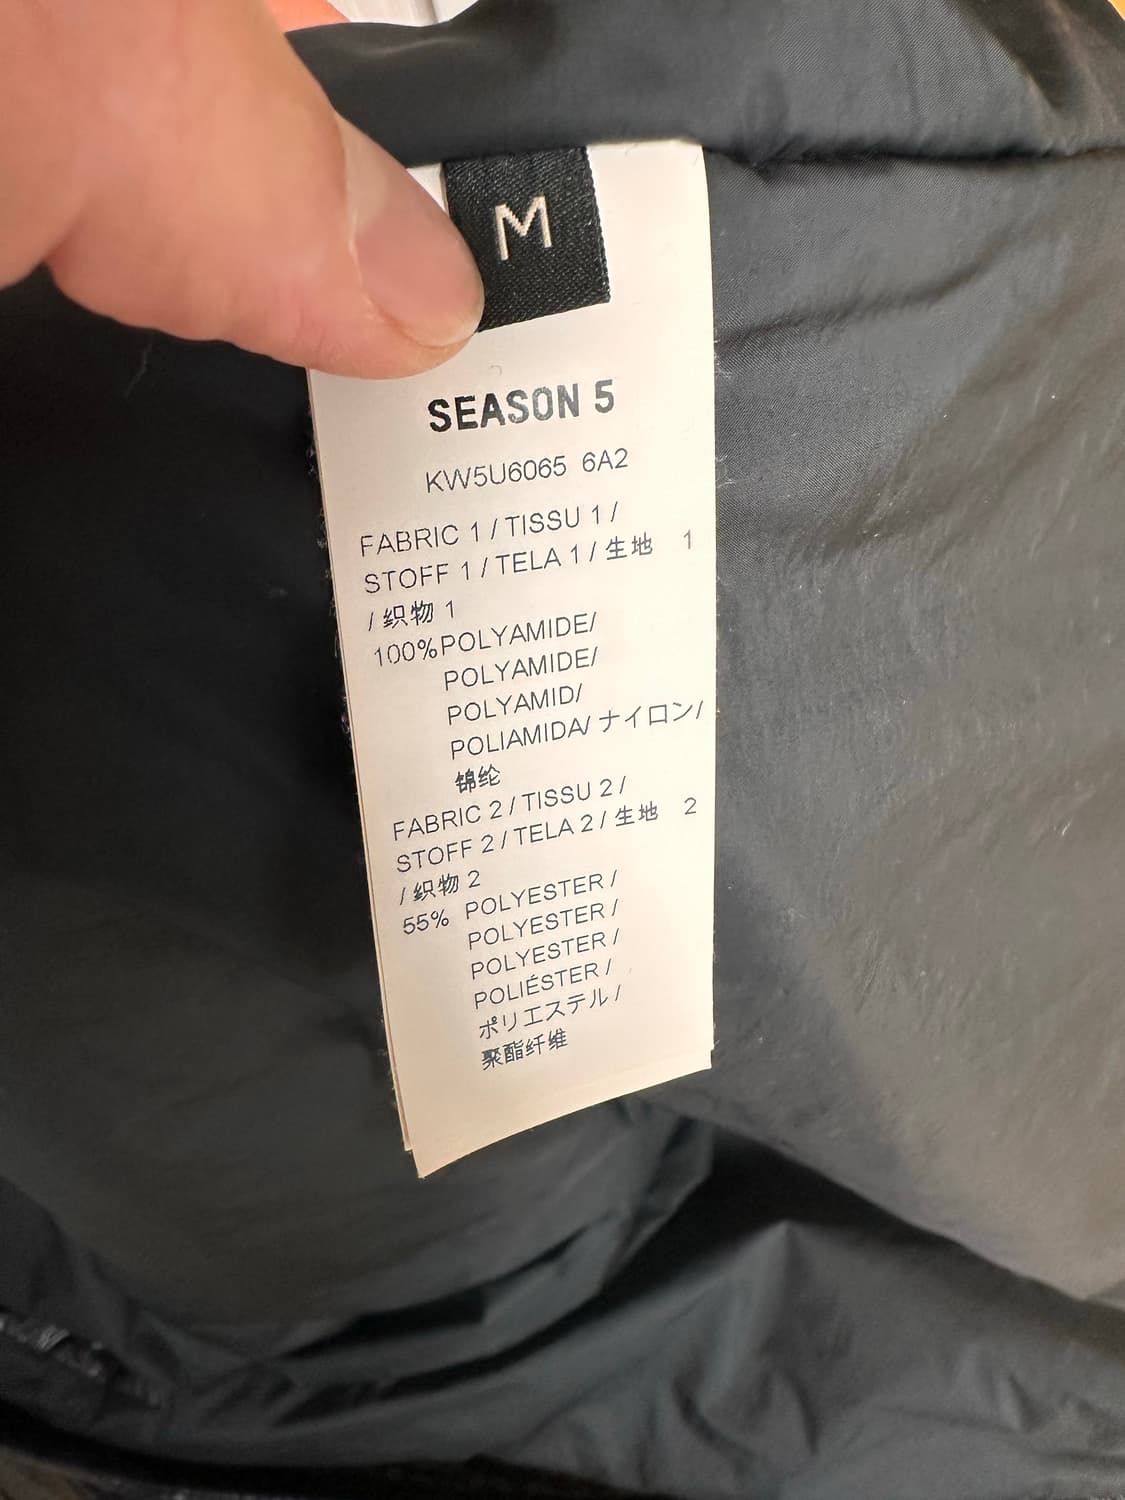 M
SEASON 5
KW5U6065 6A2
FABRIC 1 / TISSU 1 /
STOFF 1 / TELA 1 / 生地 1
/ 织物 1
100% POLYAMIDE/
POLYAMIDE/
POLYAMID/
POLIAMIDA/ ナイロン/
锦纶
FABRIC 2 / TISSU 2 /
STOFF 2 / TELA 2 / 生地 2
/ 织物 2
55% POLYESTER /
POLYESTER /
POLYESTER /
POLIÉSTER /
ポリエステル /
聚酯纤维